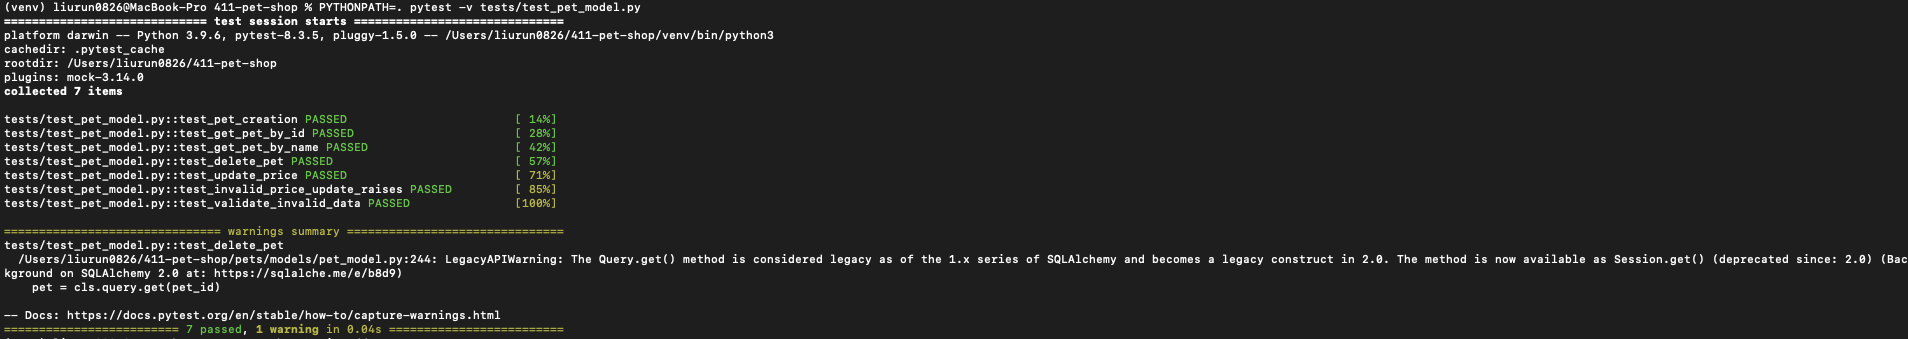 (venv) liurun0826@MacBook-Pro 411-pet-shop % PYTHONPATH=. pytest -v tests/test_pet_model.py
============================= test session starts ==============================
platform darwin -- Python 3.9.6, pytest-8.3.5, pluggy-1.5.0 -- /Users/liurun0826/411-pet-shop/venv/bin/python3
cachedir: .pytest_cache
rootdir: /Users/liurun0826/411-pet-shop
plugins: mock-3.14.0
collected 7 items
tests/test_pet_model.py::test_pet_creation PASSED [ 14%]
tests/test_pet_model.py::test_get_pet_by_id PASSED [ 28%]
tests/test_pet_model.py::test_get_pet_by_name PASSED [ 42%]
tests/test_pet_model.py::test_delete_pet PASSED [ 57%]
tests/test_pet_model.py::test_update_price PASSED [ 71%]
tests/test_pet_model.py::test_invalid_price_update_raises PASSED [ 85%]
tests/test_pet_model.py::test_validate_invalid_data PASSED [100%]
=============================== warnings summary ===============================
tests/test_pet_model.py::test_delete_pet
/Users/liurun0826/411-pet-shop/pets/models/pet_model.py:244: LegacyAPIWarning: The Query.get() method is considered legacy as of the 1.x series of SQLAlchemy and becomes a legacy construct in 2.0. The method is now available as Session.get() (deprecated since: 2.0) (Bac
kground on SQLAlchemy 2.0 at: https://sqlalche.me/e/b8d9)
pet = cls.query.get(pet_id)
-- Docs: https://docs.pytest.org/en/stable/how-to/capture-warnings.html
========================= 7 passed, 1 warning in 0.04s =========================